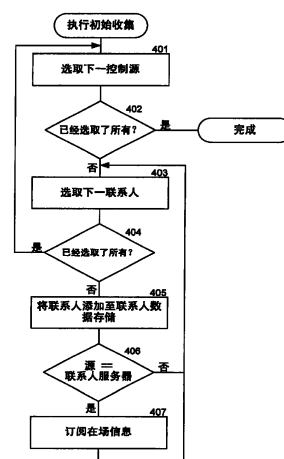 执行初始收集
401
选取下一控制源
402
已经选取了所有?
是
完成
否
403
选取下一联系人
404
是
已经选取了所有?
否
405
将联系人添加至联系人数
据存储
406
源 ==
联系人服务器
否
是
407
订阅在场信息